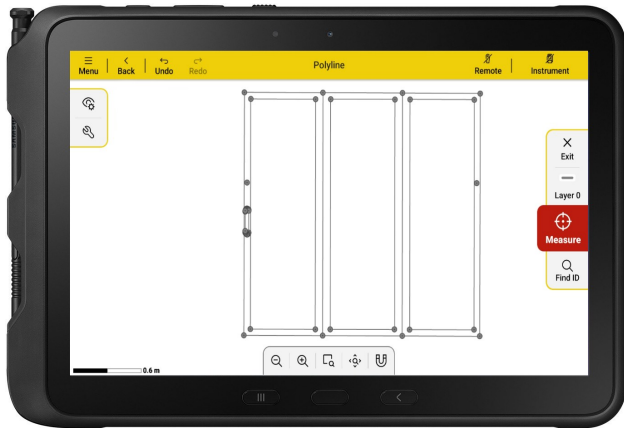 Menu
Back
Undo
Redo
Polyline
Remote
Instrument
Exit
Layer 0
Measure
Find ID
0.6 m